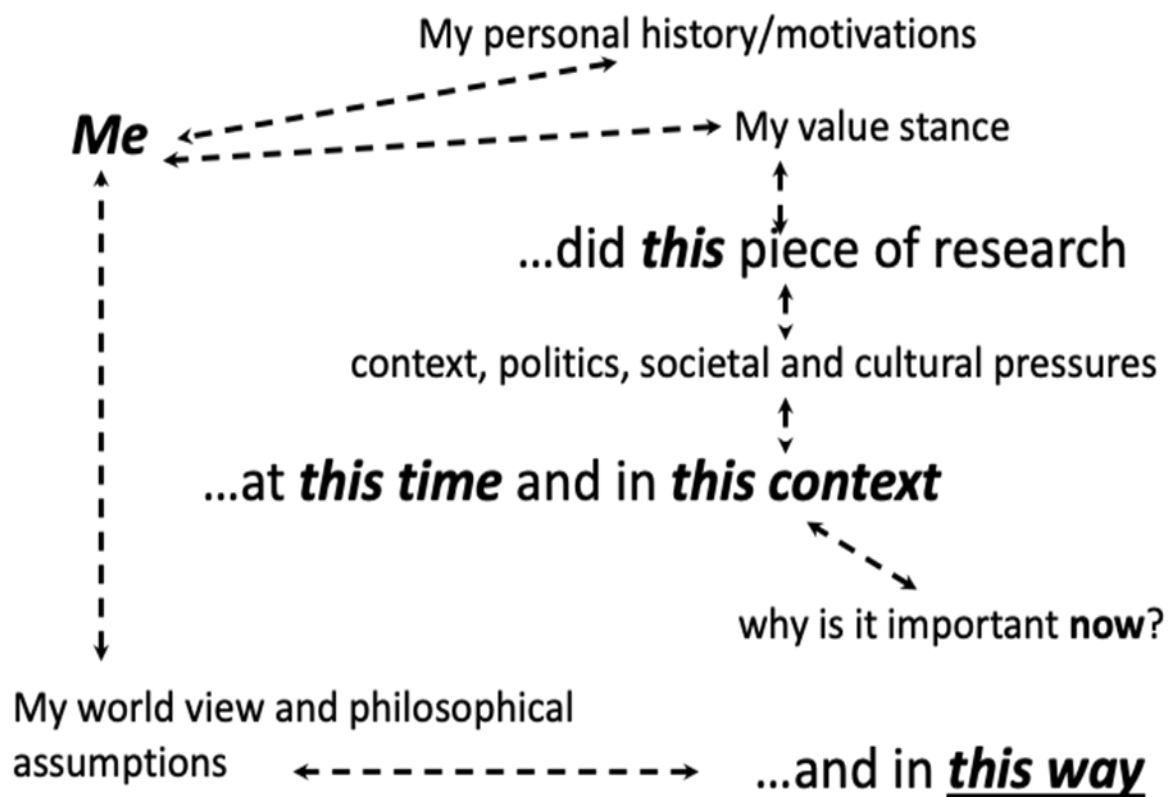 My personal history/motivations
Me
My value stance
...did this piece of research
context, politics, societal and cultural pressures
...at this time and in this context
why is it important now?
My world view and philosophical
assumptions
...and in this way